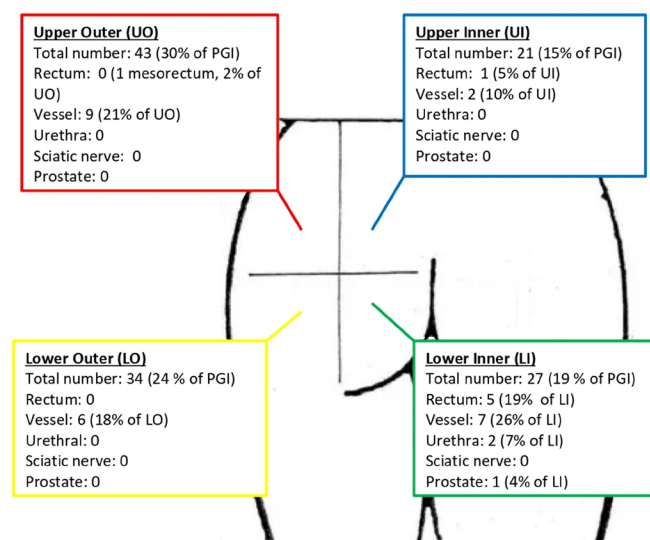 Upper Outer (UO)
Total number: 43 (30% of PGI)
Rectum:  0 (1 mesorectum, 2% of
UO)
Vessel: 9 (21% of UO)
Urethra: 0
Sciatic nerve:  0
Prostate: 0
Upper Inner (UI)
Total number: 21 (15% of PGI)
Rectum:  1 (5% of UI)
Vessel: 2 (10% of UI)
Urethra: 0
Sciatic nerve: 0
Prostate: 0
Lower Outer (LO)
Total number: 34 (24 % of PGI)
Rectum: 0
Vessel: 6 (18% of LO)
Urethral: 0
Sciatic nerve: 0
Prostate: 0
Lower Inner (LI)
Total number: 27 (19 % of PGI)
Rectum: 5 (19%  of LI)
Vessel: 7 (26% of LI)
Urethra: 2 (7% of LI)
Sciatic nerve: 0
Prostate: 1 (4% of LI)